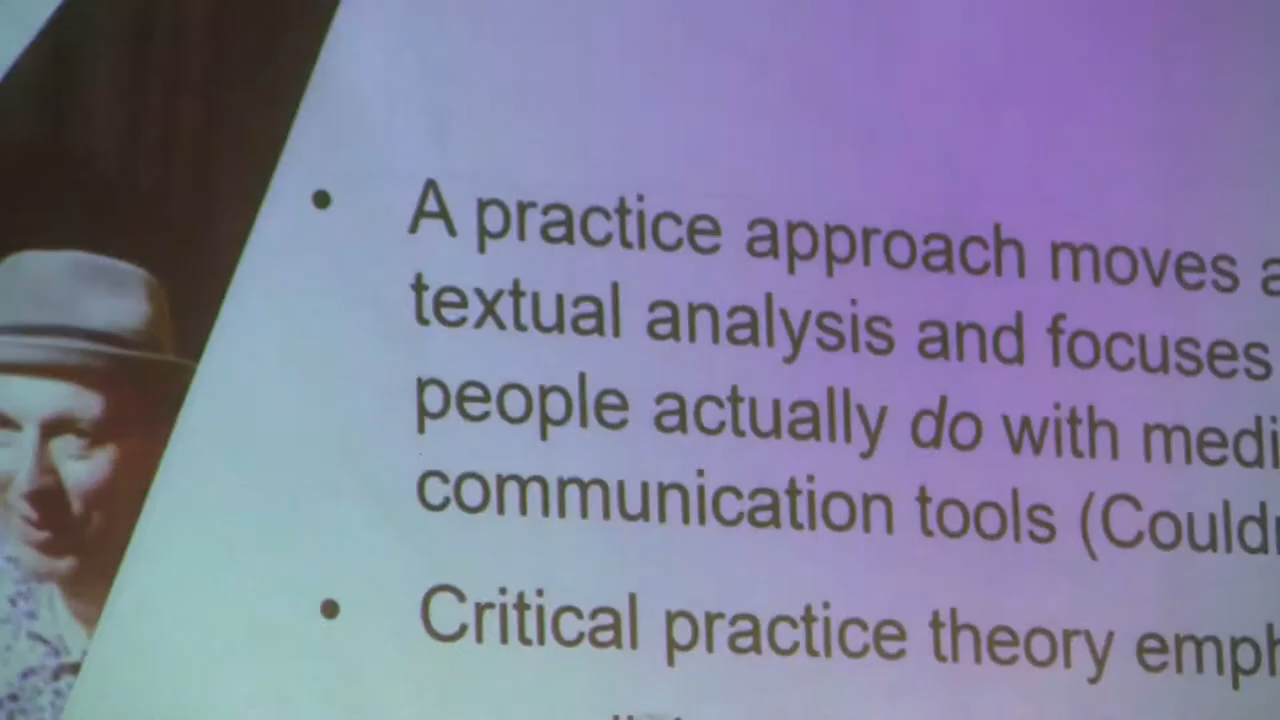 • A practice approach moves
textual analysis and focuses
people actually do with
communication tools
• Critical practice theory